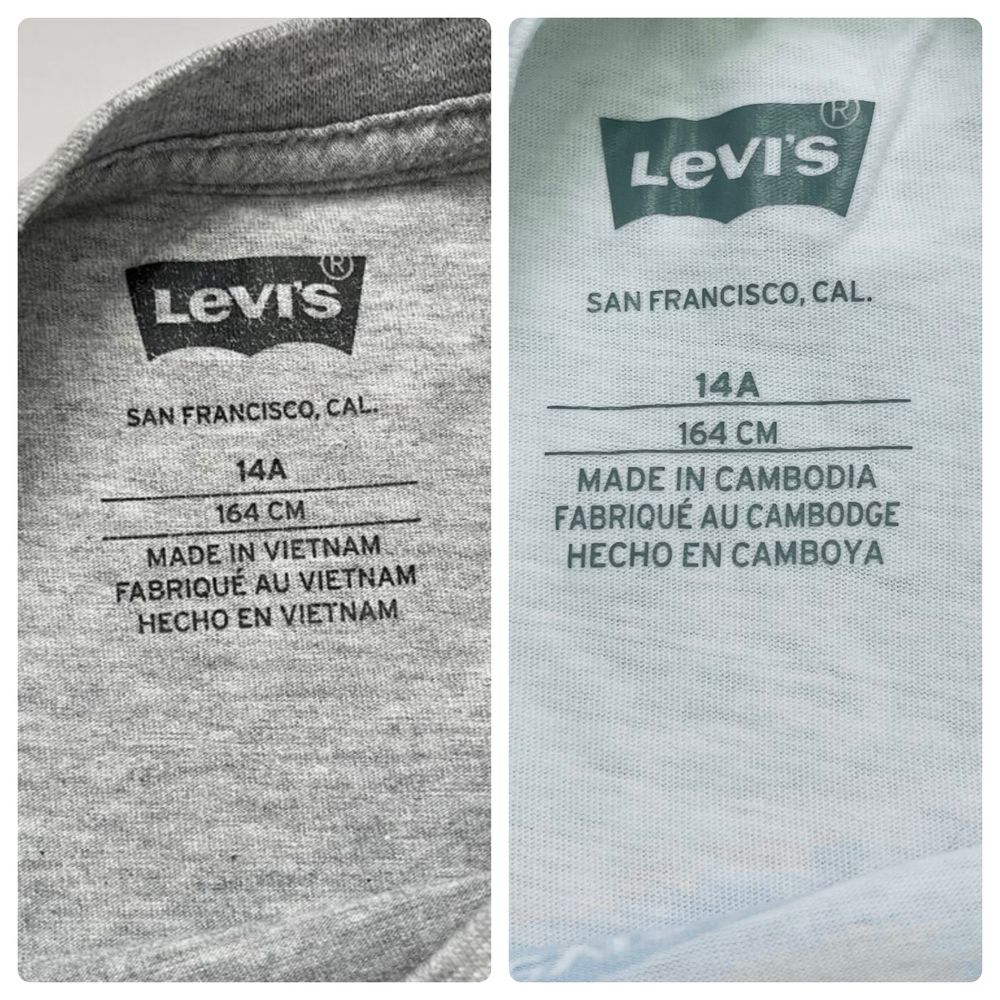 LEVI'S®
SAN FRANCISCO, CAL.
14A
164 CM
MADE IN VIETNAM
FABRIQUÉ AU VIETNAM
HECHO EN VIETNAM
LEVI'S®
SAN FRANCISCO, CAL.
14A
164 CM
MADE IN CAMBODIA
FABRIQUÉ AU CAMBODGE
HECHO EN CAMBOYA